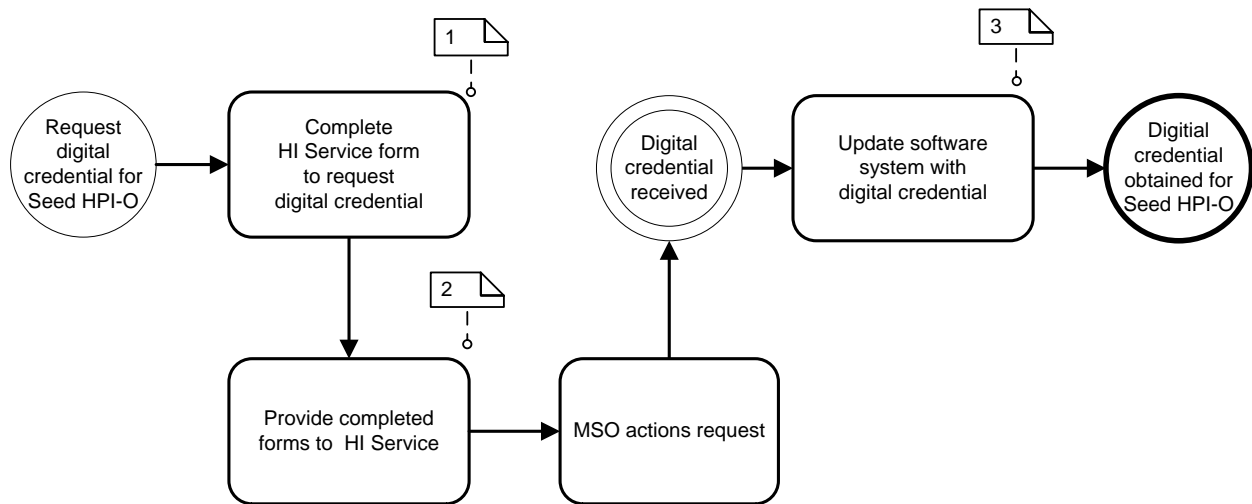 1
3
Request
digital
credential for
Seed HPI-O
Complete
HI Service form
to request
digital credential
Digital
credential
received
Update software
system with
digital credential
Digitial
credential
obtained for
Seed HPI-O
2
Provide completed
forms to  HI Service
MSO actions request